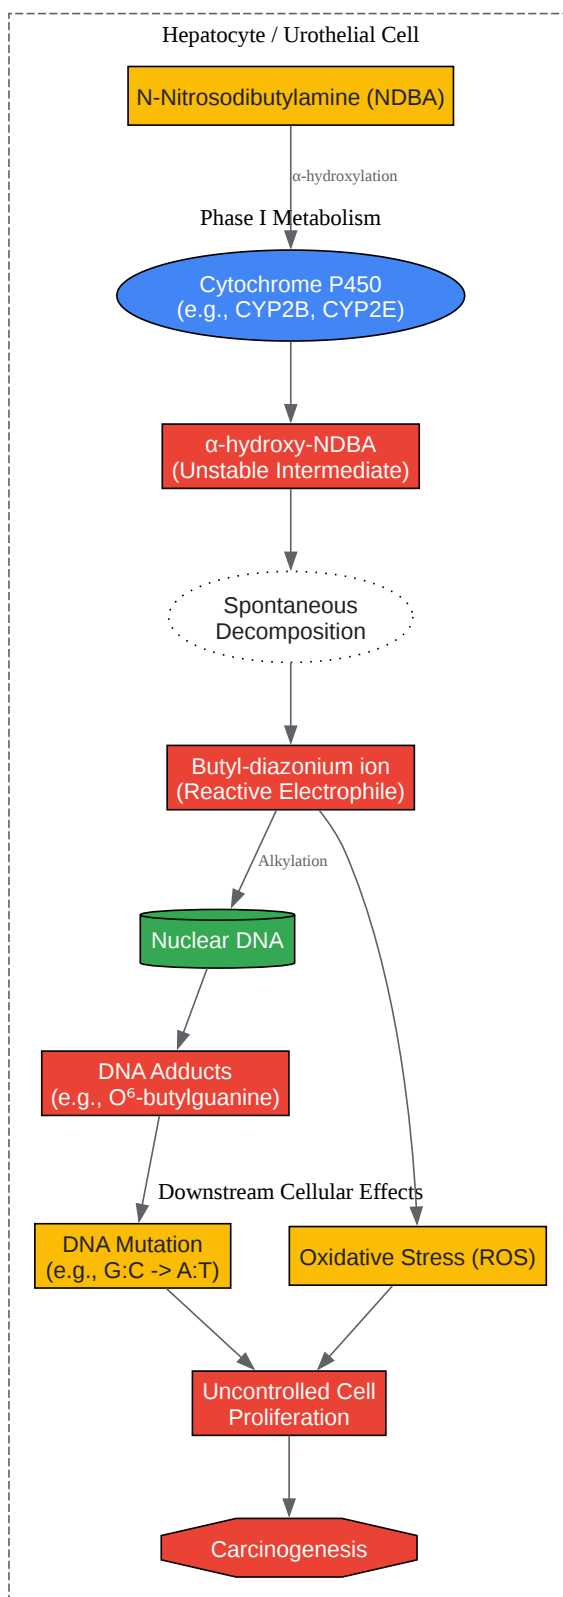 Hepatocyte / Urothelial Cell
N-Nitrosodibutylamine (NDBA)
α-hydroxylation
Phase I Metabolism
Cytochrome P450
(e.g., CYP2B, CYP2E)
α-hydroxy-NDBA
(Unstable Intermediate)
Spontaneous
Decomposition
Butyl-diazonium ion
(Reactive Electrophile)
Alkylation
Nuclear DNA
DNA Adducts
(e.g., O⁶-butylguanine)
Downstream Cellular Effects
DNA Mutation
(e.g., G:C -> A:T)
Oxidative Stress (ROS)
Uncontrolled Cell
Proliferation
Carcinogenesis